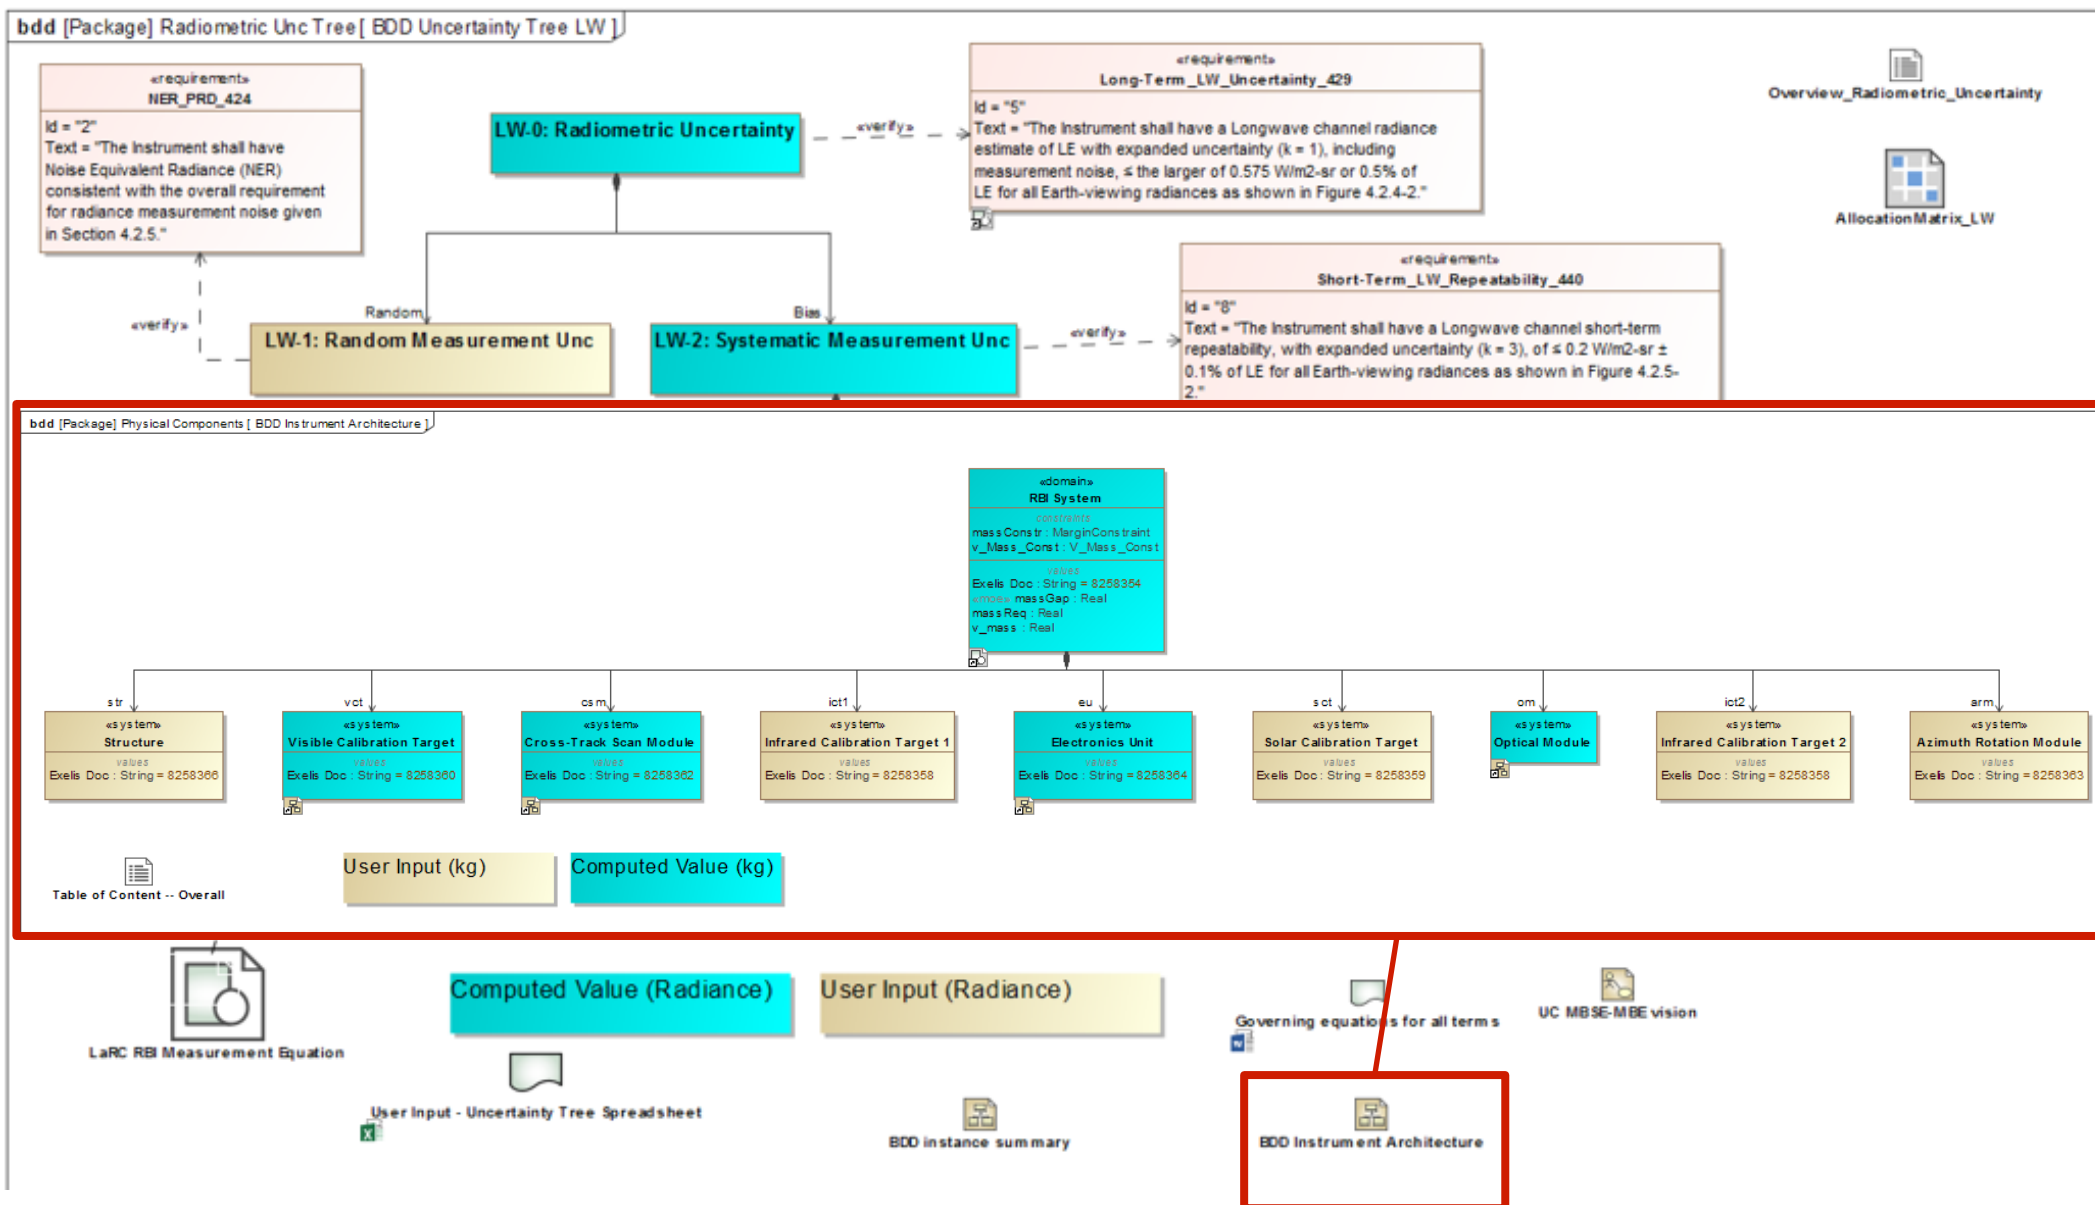 bdd [Package] Radiometric Unc Tree[ BDD Uncertainty Tree LW ]
«requirement»
NER_PRD_424
Id = "2"
Text = "The Instrument shall have
Noise Equivalent Radiance (NER)
consistent with the overall requirement
for radiance measurement noise given
in Section 4.2.5."
LW-0: Radiometric Uncertainty
«verify»
«requirement»
Long-Term_LW_Uncertainty_429
Id = "5"
Text = "The Instrument shall have a Longwave channel radiance
estimate of LE with expanded uncertainty (k = 1), including
measurement noise, ≤ the larger of 0.575 W/m2-sr or 0.5% of
LE for all Earth-viewing radiances as shown in Figure 4.2.4-2."
Overview_Radiometric_Uncertainty
AllocationMatrix_LW
«verify»
Random
Bias
LW-1: Random Measurement Unc
LW-2: Systematic Measurement Unc
«verify»
«requirement»
Short-Term_LW_Repeatability_440
Id = "8"
Text = "The Instrument shall have a Longwave channel short-term
repeatability, with expanded uncertainty (k = 3), of ≤ 0.2 W/m2-sr ±
0.1% of LE for all Earth-viewing radiances as shown in Figure 4.2.5-
2."
bdd [Package] Physical Components [ BDD Instrument Architecture ]
«domain»
RBI System
constraints
massConstr : MarginConstraint
v_Mass_Const : V_Mass_Const
values
Exelis Doc : String = 8258354
«moe» massGap : Real
massReq : Real
v_mass : Real
str
«system»
Structure
values
Exelis Doc : String = 8258366
vct
«system»
Visible Calibration Target
values
Exelis Doc : String = 8258360
csm
«system»
Cross-Track Scan Module
values
Exelis Doc : String = 8258362
ict1
«system»
Infrared Calibration Target 1
values
Exelis Doc : String = 8258358
eu
«system»
Electronics Unit
values
Exelis Doc : String = 8258364
sct
«system»
Solar Calibration Target
values
Exelis Doc : String = 8258359
om
«system»
Optical Module
ict2
«system»
Infrared Calibration Target 2
values
Exelis Doc : String = 8258358
arm
«system»
Azimuth Rotation Module
values
Exelis Doc : String = 8258363
Table of Content -- Overall
User Input (kg)
Computed Value (kg)
LaRC RBI Measurement Equation
Computed Value (Radiance)
User Input (Radiance)
Governing equations for all terms
UC MBSE-MBE vision
User Input - Uncertainty Tree Spreadsheet
BDD instance summary
BDD Instrument Architecture